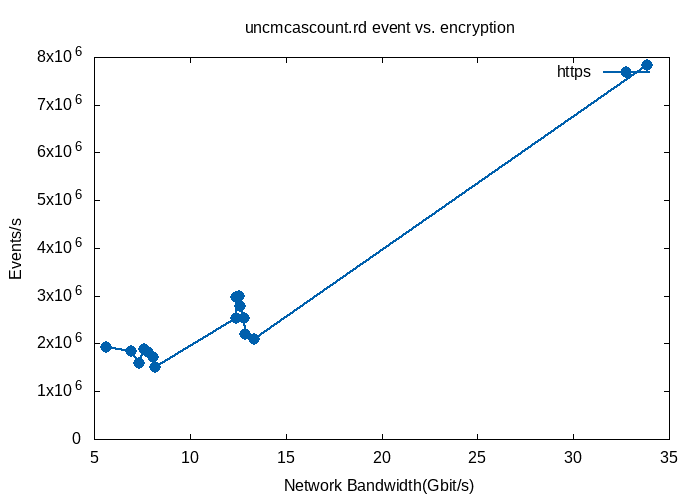 uncmcascount.rd event vs. encryption
8x10^6
https
7x10^6
6x10^6
5x10^6
Events/s
4x10^6
3x10^6
2x10^6
1x10^6
0
5 10 15 20 25 30 35
Network Bandwidth(Gbit/s)